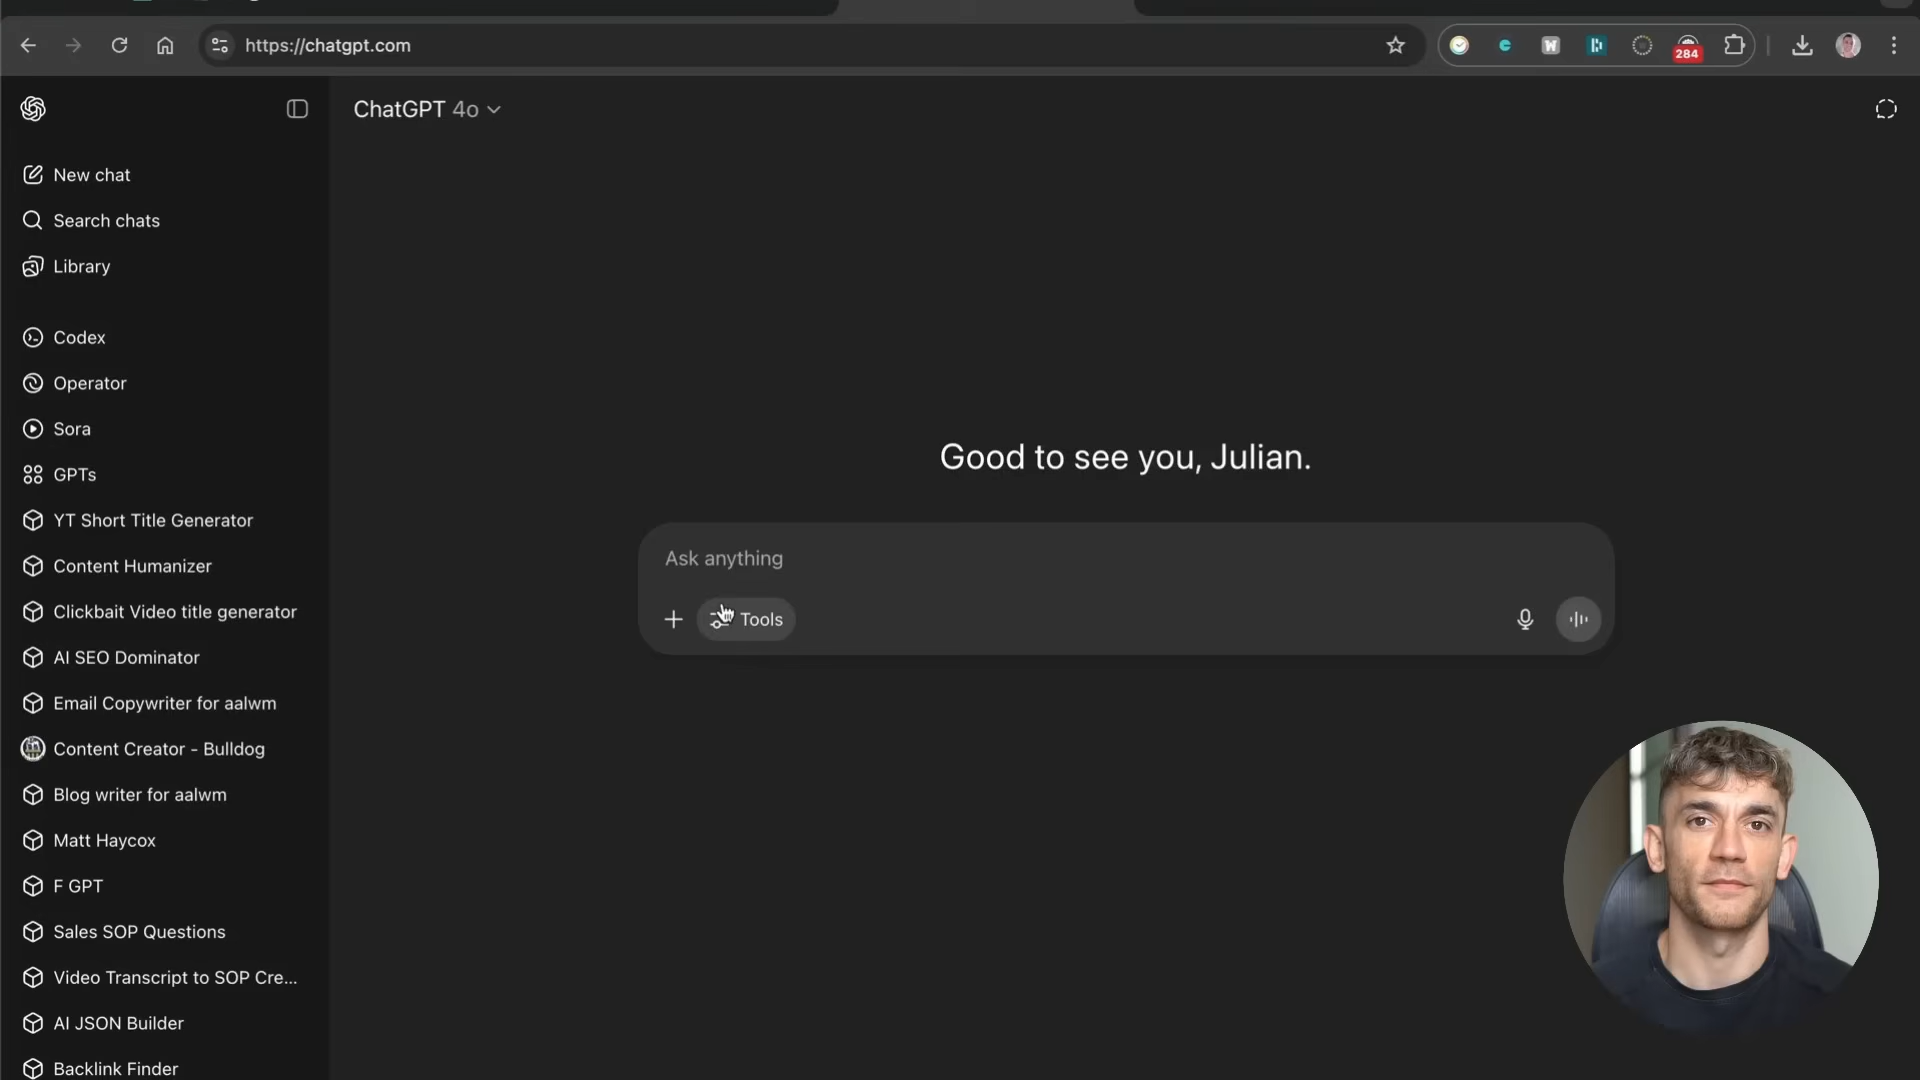 https://chatgpt.com
284
ChatGPT 4o
New chat
Search chats
Library
Codex
Operator
Sora
GPTs
YT Short Title Generator
Content Humanizer
Clickbait Video title generator
AI SEO Dominator
Email Copywriter for aalwm
Content Creator - Bulldog
Blog writer for aalwm
Matt Haycox
F GPT
Sales SOP Questions
Video Transcript to SOP Cre...
AI JSON Builder
Backlink Finder
Good to see you, Julian.
Ask anything
Tools